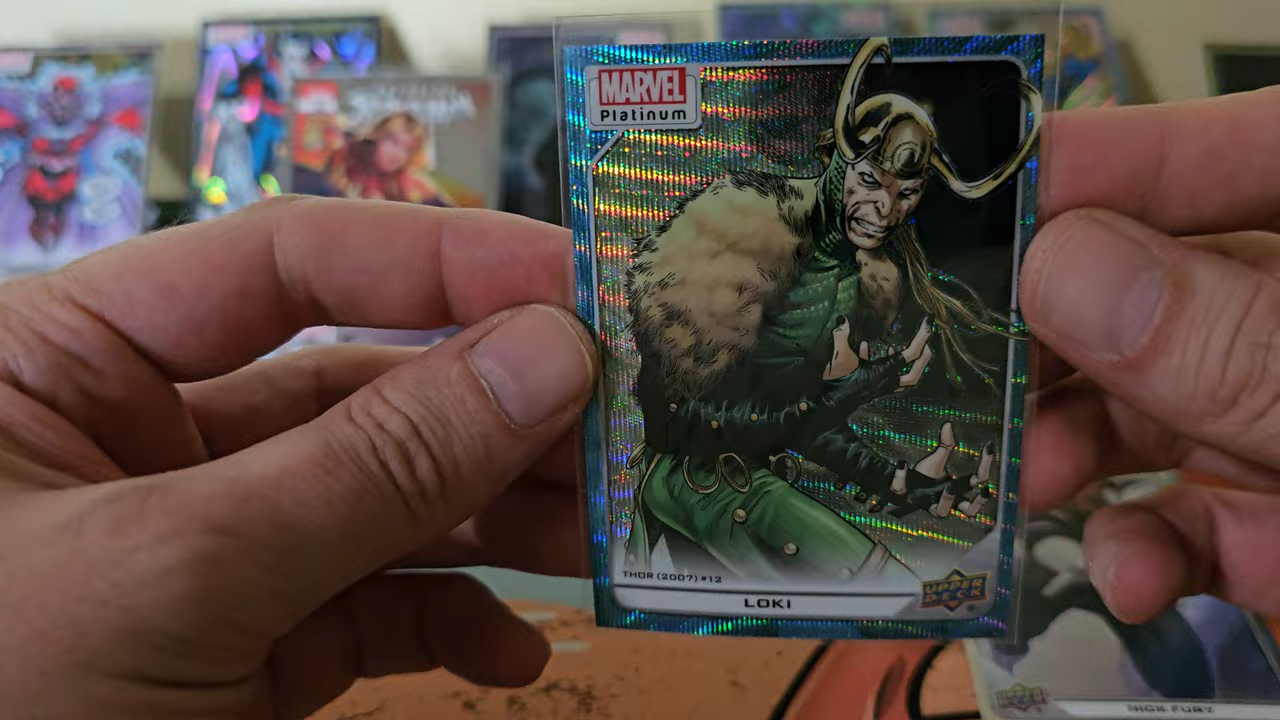 MARVEL
Platinum
THOR (2007) #12
LOKI
UPPER
DECK
NICK FURY